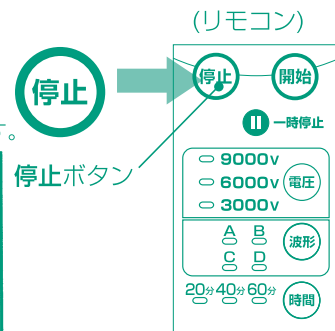 (リモコン)
停止
停止 開始
一時停止
す。
停止ボタン
9000V
6000V 電圧
3000V
A B
波形
C D
20分 40分 60分
時間